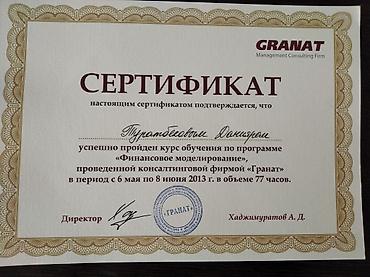 GRANAT
Management Consulting Firm
СЕРТИФИКАТ
настоящим сертификатом подтверждается, что
Туратбековым Данияром
успешно пройден курс обучения по программе
«Финансовое моделирование»,
проведенной консалтинговой фирмой «Гранат»
в период с 6 мая по 8 июня 2013 г. в объеме 77 часов.
Директор
«ГРАНАТ»
Хаджимуратов А. Д.